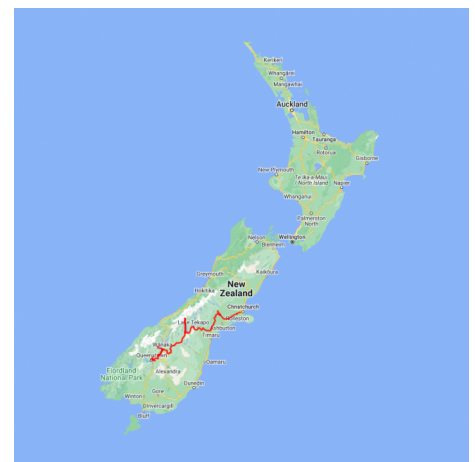 Kerikeri
Whangārei
Mangawhai
Auckland
Hamilton
Tauranga
Rotorua
Gisborne
New Plymouth
Te Ika-a-Māui
/North Island
Napier
Whanganui
Palmerston
North
Nelson
Wellington
Blenheim
Greymouth
Kaikōura
Hokitika
New
Zealand
Christchurch
Lake Tekapo
Rolleston
Ashburton
Timaru
Wānaka
Queenstown
Oamaru
Fiordland
National Park
Alexandra
Dunedin
Gore
Winton
Invercargill
Bluff